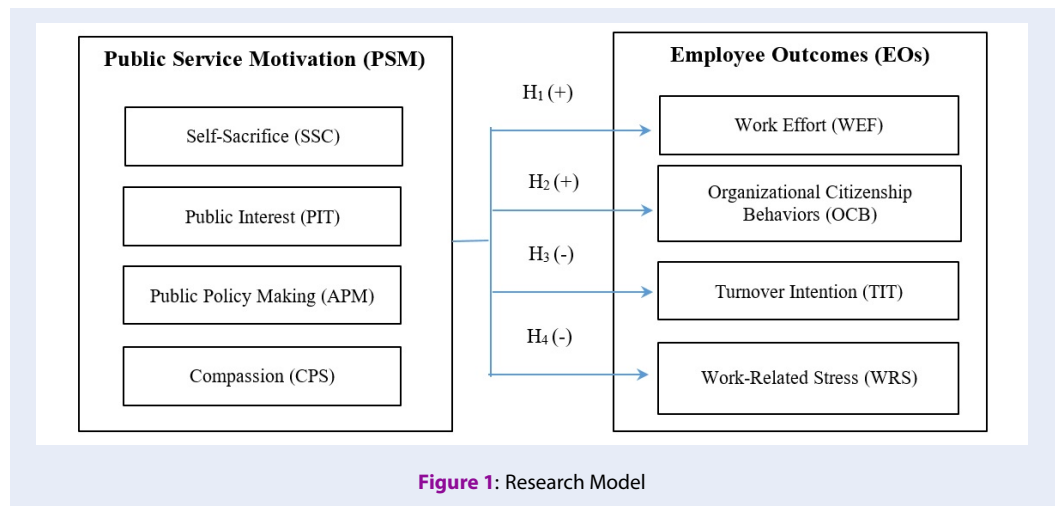 Public Service Motivation (PSM)
Self-Sacrifice (SSC)
Public Interest (PIT)
Public Policy Making (APM)
Compassion (CPS)
H₁ (+)
H₂ (+)
H₃ (-)
H₄ (-)
Employee Outcomes (EOs)
Work Effort (WEF)
Organizational Citizenship
Behaviors (OCB)
Turnover Intention (TIT)
Work-Related Stress (WRS)
Figure 1: Research Model